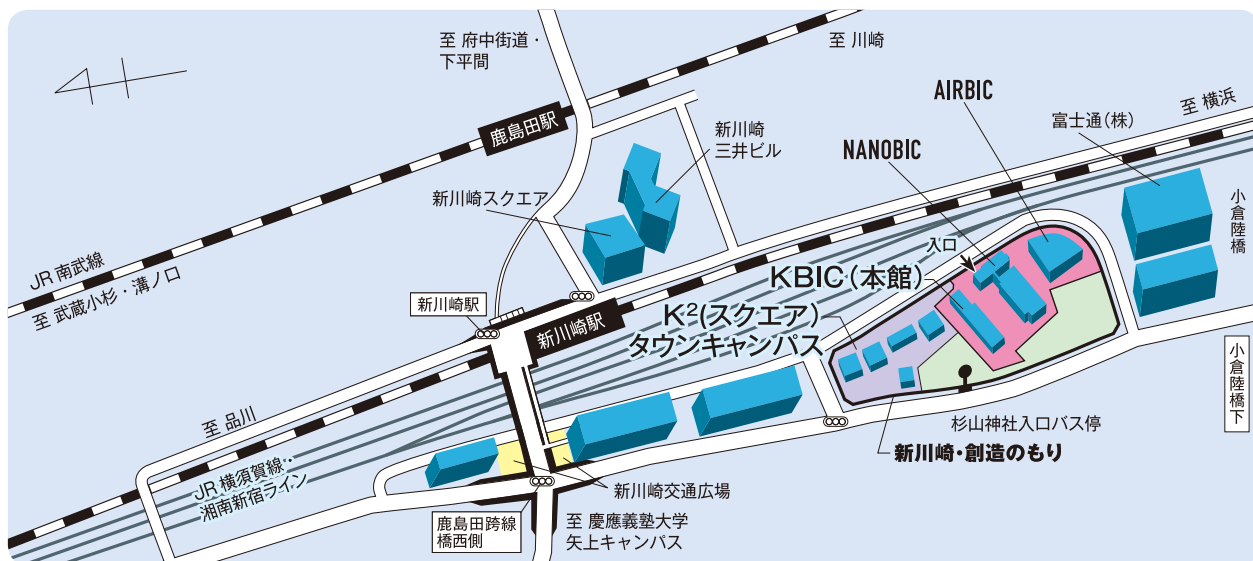 至 府中街道・
下平間
至 川崎
AIRBIC
至 横浜
富士通(株)
鹿島田駅
新川崎
三井ビル
NANOBIC
新川崎スクエア
小倉陸橋
入口
JR 南武線
至 武蔵小杉・溝ノ口
KBIC(本館)
新川崎駅
新川崎駅
K²(スクエア)
タウンキャンパス
小倉陸橋下
至 品川
杉山神社入口バス停
新川崎・創造のもり
JR 横須賀線・
湘南新宿ライン
新川崎交通広場
鹿島田跨線
橋西側
至 慶應義塾大学
矢上キャンパス